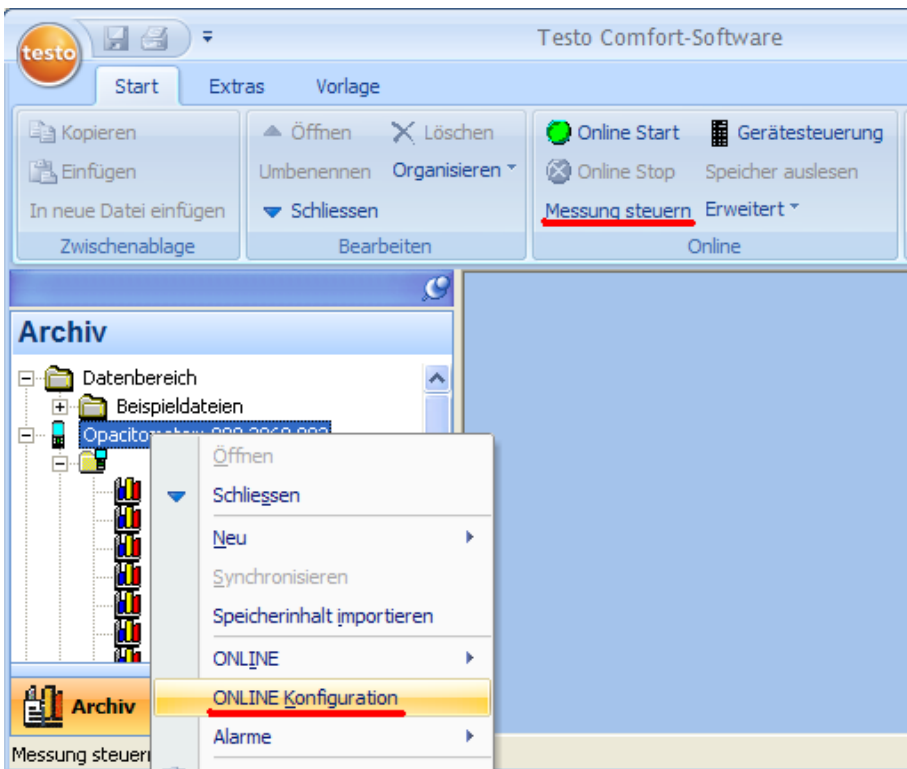 testo
Testo Comfort-Software
Start Extras Vorlage
Kopieren
Einfügen
In neue Datei einfügen
Zwischenablage
Öffnen Löschen
Umbenennen Organisieren
Schliessen
Bearbeiten
Online Start Gerätesteuerung
Online Stop Speicher auslesen
Messung steuern Erweitert
Online
Archiv
Datenbereich
Beispieldateien
Öffnen
Schliessen
Neu
Synchronisieren
Speicherinhalt importieren
ONLINE
ONLINE Konfiguration
Alarme
Archiv
Messung steuern